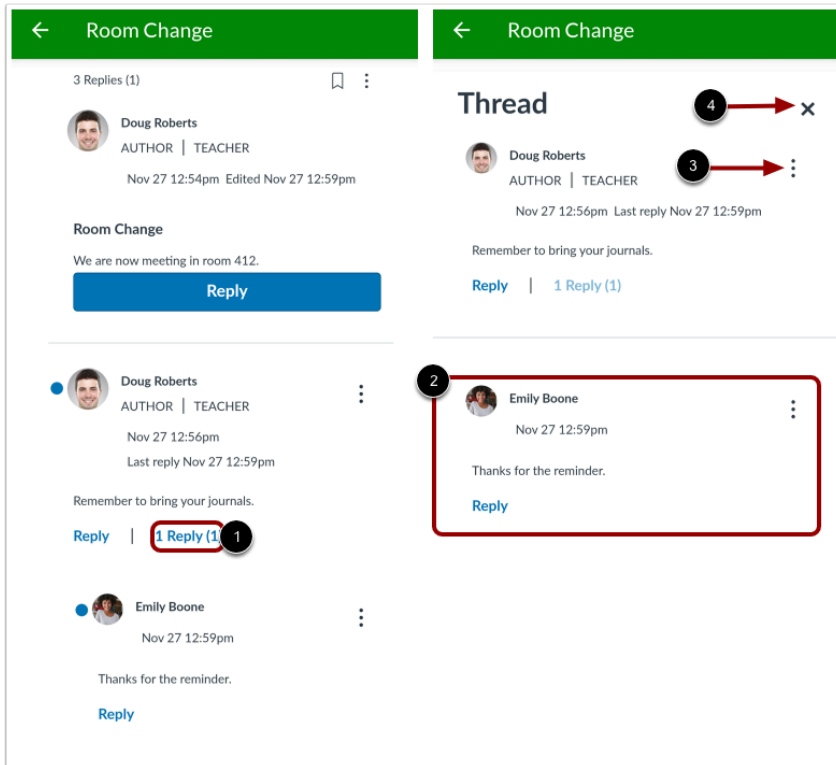 Room Change
3 Replies (1)
Doug Roberts
AUTHOR | TEACHER
Nov 27 12:54pm Edited Nov 27 12:59pm
Room Change
We are now meeting in room 412.
Reply
Doug Roberts
AUTHOR | TEACHER
Nov 27 12:56pm
Last reply Nov 27 12:59pm
Remember to bring your journals.
Reply | 1 Reply (1)
1
Emily Boone
Nov 27 12:59pm
Thanks for the reminder.
Reply
Room Change
Thread
4
Doug Roberts
3
AUTHOR | TEACHER
Nov 27 12:56pm Last reply Nov 27 12:59pm
Remember to bring your journals.
Reply | 1 Reply (1)
2
Emily Boone
Nov 27 12:59pm
Thanks for the reminder.
Reply